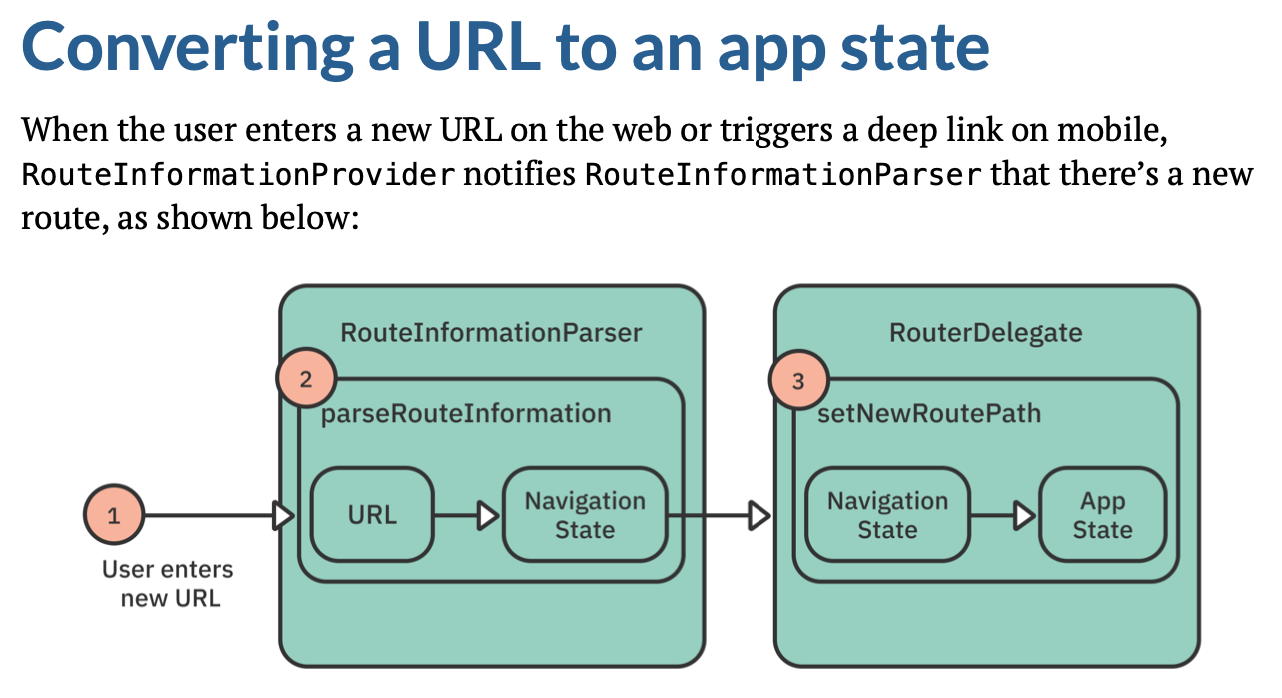 Converting a URL to an app state
When the user enters a new URL on the web or triggers a deep link on mobile,
RouteInformationProvider notifies RouteInformationParser that there’s a new
route, as shown below:
RouteInformationParser
2
parseRouteInformation
1
URL
Navigation
State
User enters
new URL
RouterDelegate
3
setNewRoutePath
Navigation
State
App
State